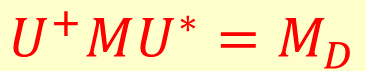 U⁺MU* = M_D